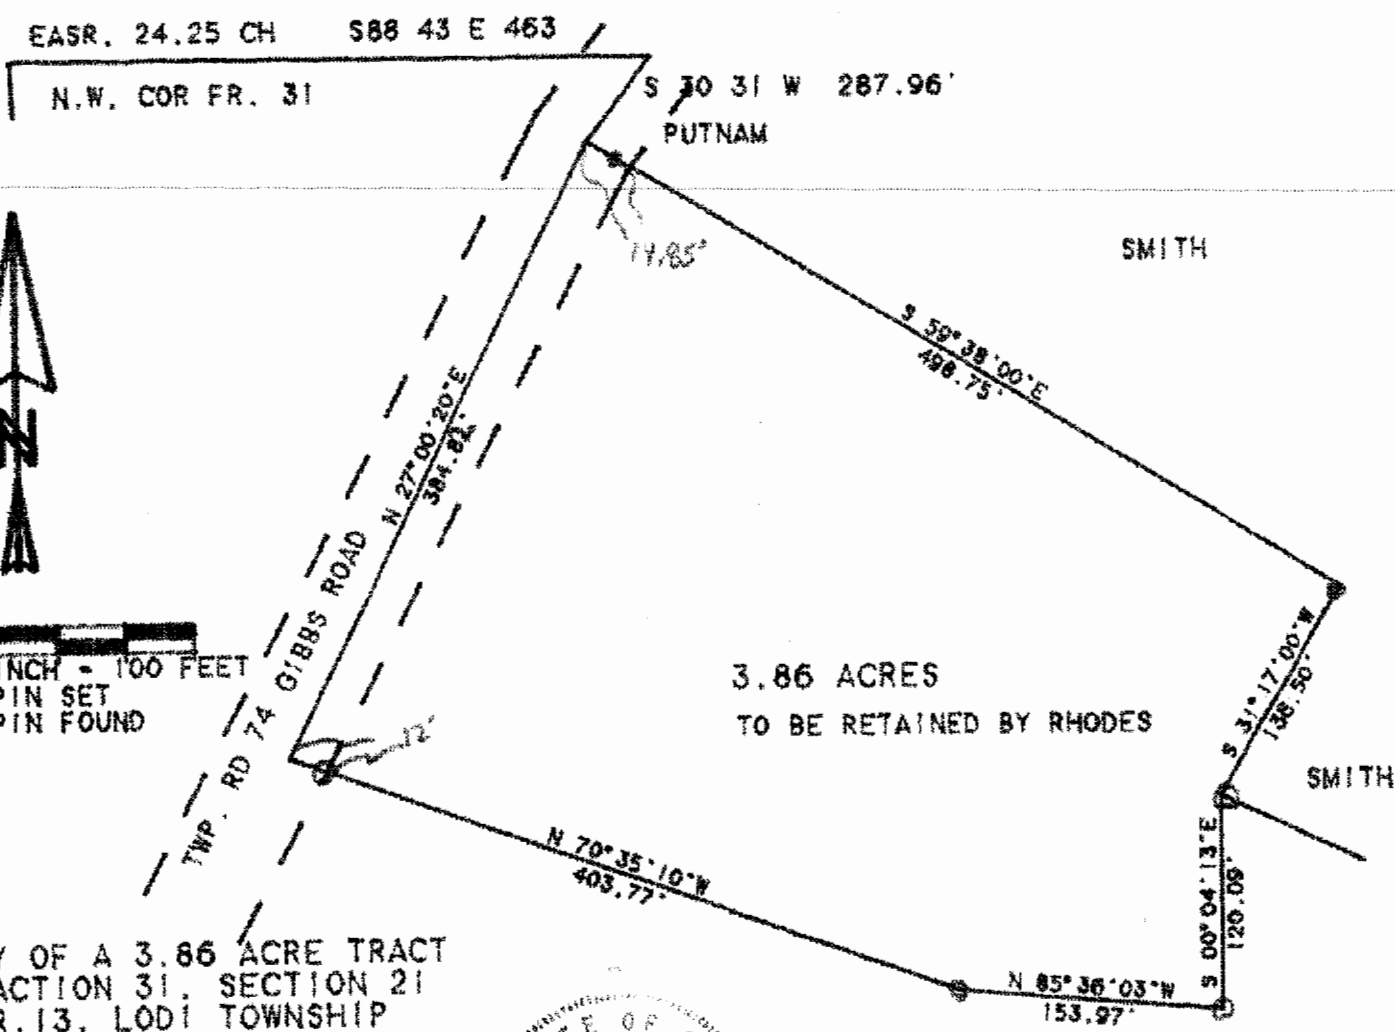 EASR. 24.25 CH S88 43 E 463
N.W. COR FR. 31
S 30 31 W 287.96'
PUTNAM
14.85'
SMITH
S 59°38'00"E
498.75'
N 27°00'20"E
384.82'
N
INCH = 100 FEET
PIN SET
PIN FOUND
TWP. RD 74 GIBBS ROAD
12'
3.86 ACRES
TO BE RETAINED BY RHODES
S 31°17'00"W
138.50'
SMITH
N 70°35'10"W
403.77'
S 00°04'13"E
120.09'
N 85°36'03"W
153.97'
Y OF A 3.86 ACRE TRACT
ACTION 31, SECTION 21
R.13, LODI TOWNSHIP
E OF